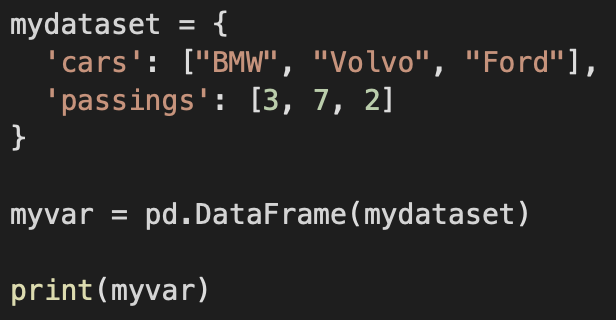 mydataset = {
  'cars': ["BMW", "Volvo", "Ford"],
  'passings': [3, 7, 2]
}
myvar = pd.DataFrame(mydataset)
print(myvar)